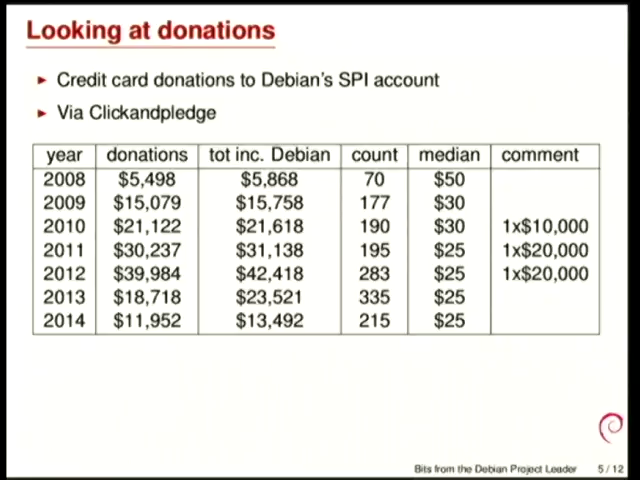 Looking at donations
► Credit card donations to Debian's SPI account
► Via Clickandpledge
year donations tot inc. Debian count median comment
2008 $5,498 $5,868 70 $50
2009 $15,079 $15,758 177 $30
2010 $21,122 $21,618 190 $30 1x$10,000
2011 $30,237 $31,138 195 $25 1x$20,000
2012 $39,984 $42,418 283 $25 1x$20,000
2013 $18,718 $23,521 335 $25
2014 $11,952 $13,492 215 $25
Bits from the Debian Project Leader 5 / 12